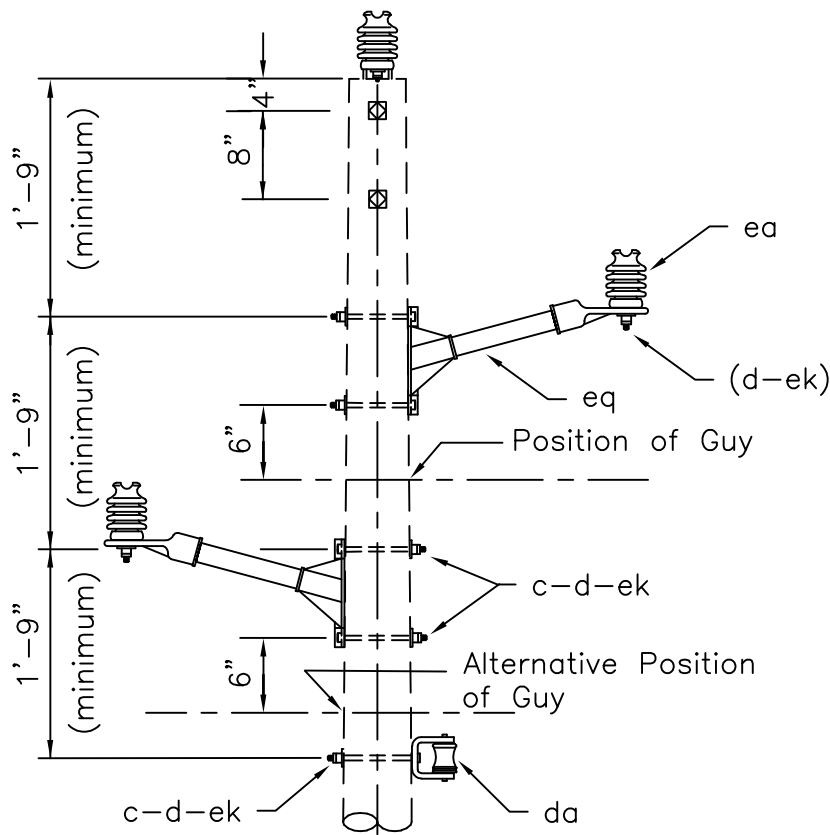 4"
1'-9"
(minimum)
8"
ea
(d-ek)
eq
1'-9"
(minimum)
6"
Position of Guy
c-d-ek
1'-9"
(minimum)
6"
Alternative Position
of Guy
c-d-ek
da